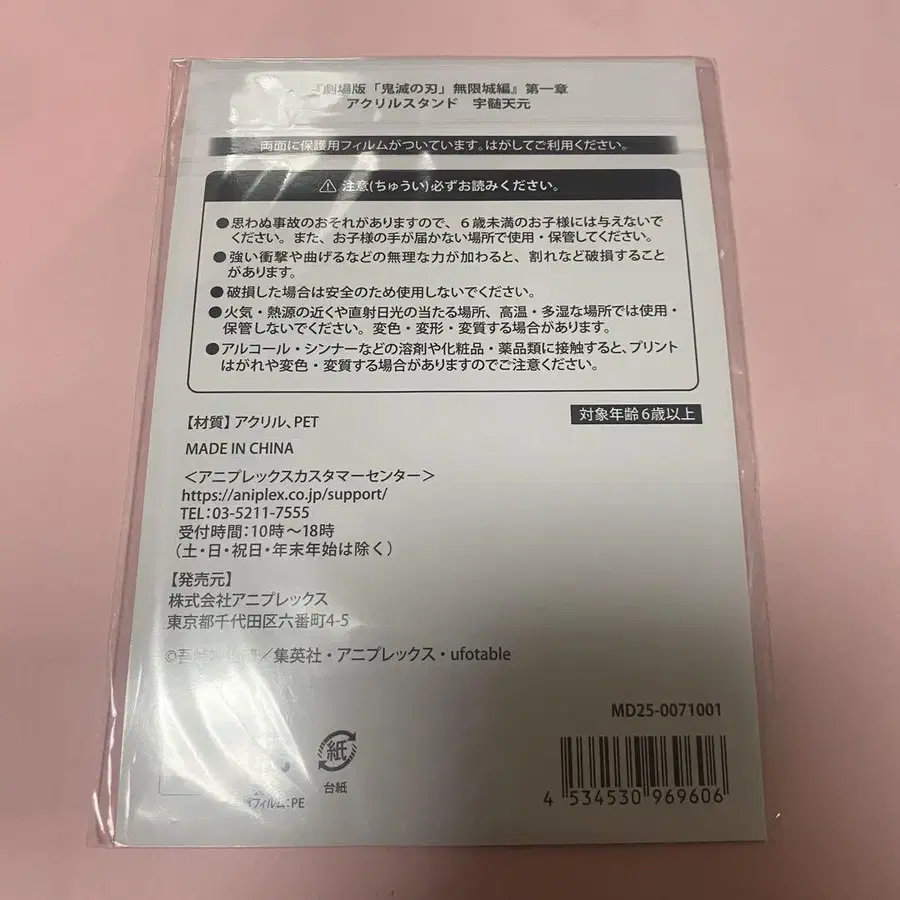 『劇場版「鬼滅の刃」無限城編』第一章
アクリルスタンド 宇髄天元
両面に保護用フィルムがついています。はがしてご利用ください。
⚠ 注意(ちゅうい)必ずお読みください。
●思わぬ事故のおそれがありますので、6歳未満のお子様には与えないで
ください。また、お子様の手が届かない場所で使用・保管してください。
●強い衝撃や曲げるなどの無理な力が加わると、割れなど破損すること
があります。
●破損した場合は安全のため使用しないでください。
●火気・熱源の近くや直射日光の当たる場所、高温・多湿な場所では使用・
保管しないでください。変色・変形・変質する場合があります。
●アルコール・シンナーなどの溶剤や化粧品・薬品類に接触すると、プリント
はがれや変色・変質する場合がありますのでご注意ください。
【材質】アクリル、PET
対象年齢6歳以上
MADE IN CHINA
<アニプレックスカスタマーセンター>
https://aniplex.co.jp/support/
TEL:03-5211-7555
受付時間:10時~18時
(土・日・祝日・年末年始は除く)
【発売元】
株式会社アニプレックス
東京都千代田区六番町4-5
©吾 /集英社・アニプレックス・ufotable
MD25-0071001
紙
台紙
フィルム:PE
4 534530 969606